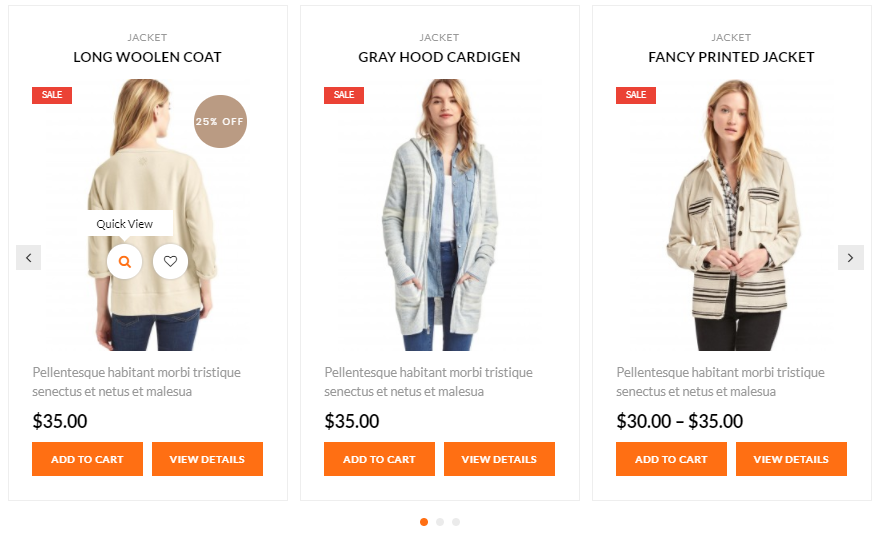 JACKET
LONG WOOLEN COAT
SALE
25% OFF
Quick View
Pellentesque habitant morbi tristique
senectus et netus et malesua
$35.00
ADD TO CART
VIEW DETAILS
JACKET
GRAY HOOD CARDIGEN
SALE
Pellentesque habitant morbi tristique
senectus et netus et malesua
$35.00
ADD TO CART
VIEW DETAILS
JACKET
FANCY PRINTED JACKET
SALE
Pellentesque habitant morbi tristique
senectus et netus et malesua
$30.00 – $35.00
ADD TO CART
VIEW DETAILS